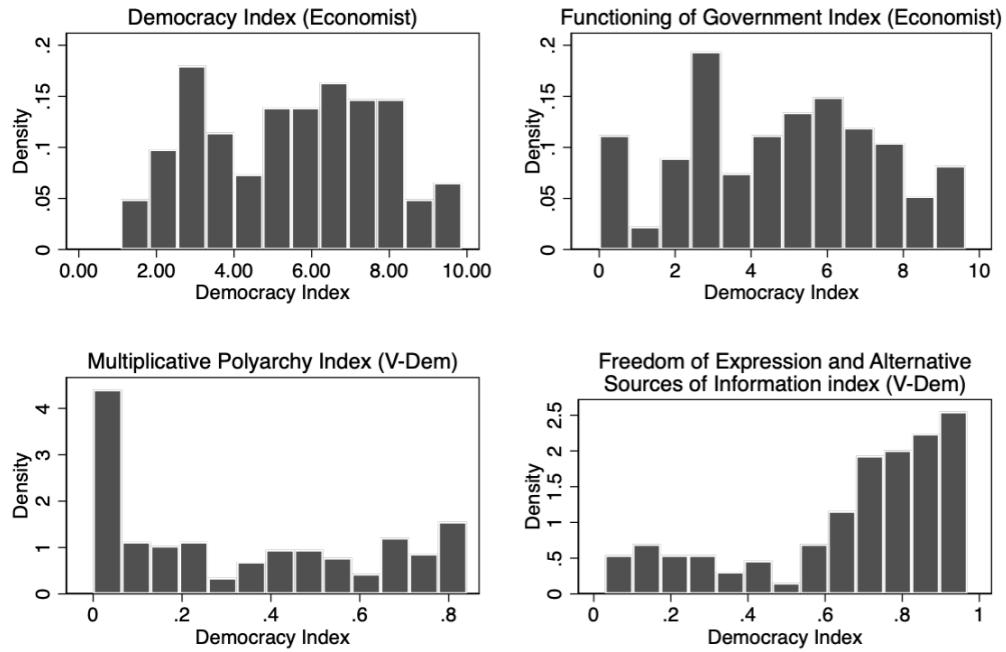 Democracy Index (Economist)
Density
0 .05 .1 .15 .2
0.00 2.00 4.00 6.00 8.00 10.00
Democracy Index
Functioning of Government Index (Economist)
Density
0 .05 .1 .15 .2
0 2 4 6 8 10
Democracy Index
Multiplicative Polyarchy Index (V-Dem)
Density
0 1 2 3 4
0 .2 .4 .6 .8
Democracy Index
Freedom of Expression and Alternative
Sources of Information index (V-Dem)
Density
0 .5 1 1.5 2 2.5
0 .2 .4 .6 .8 1
Democracy Index